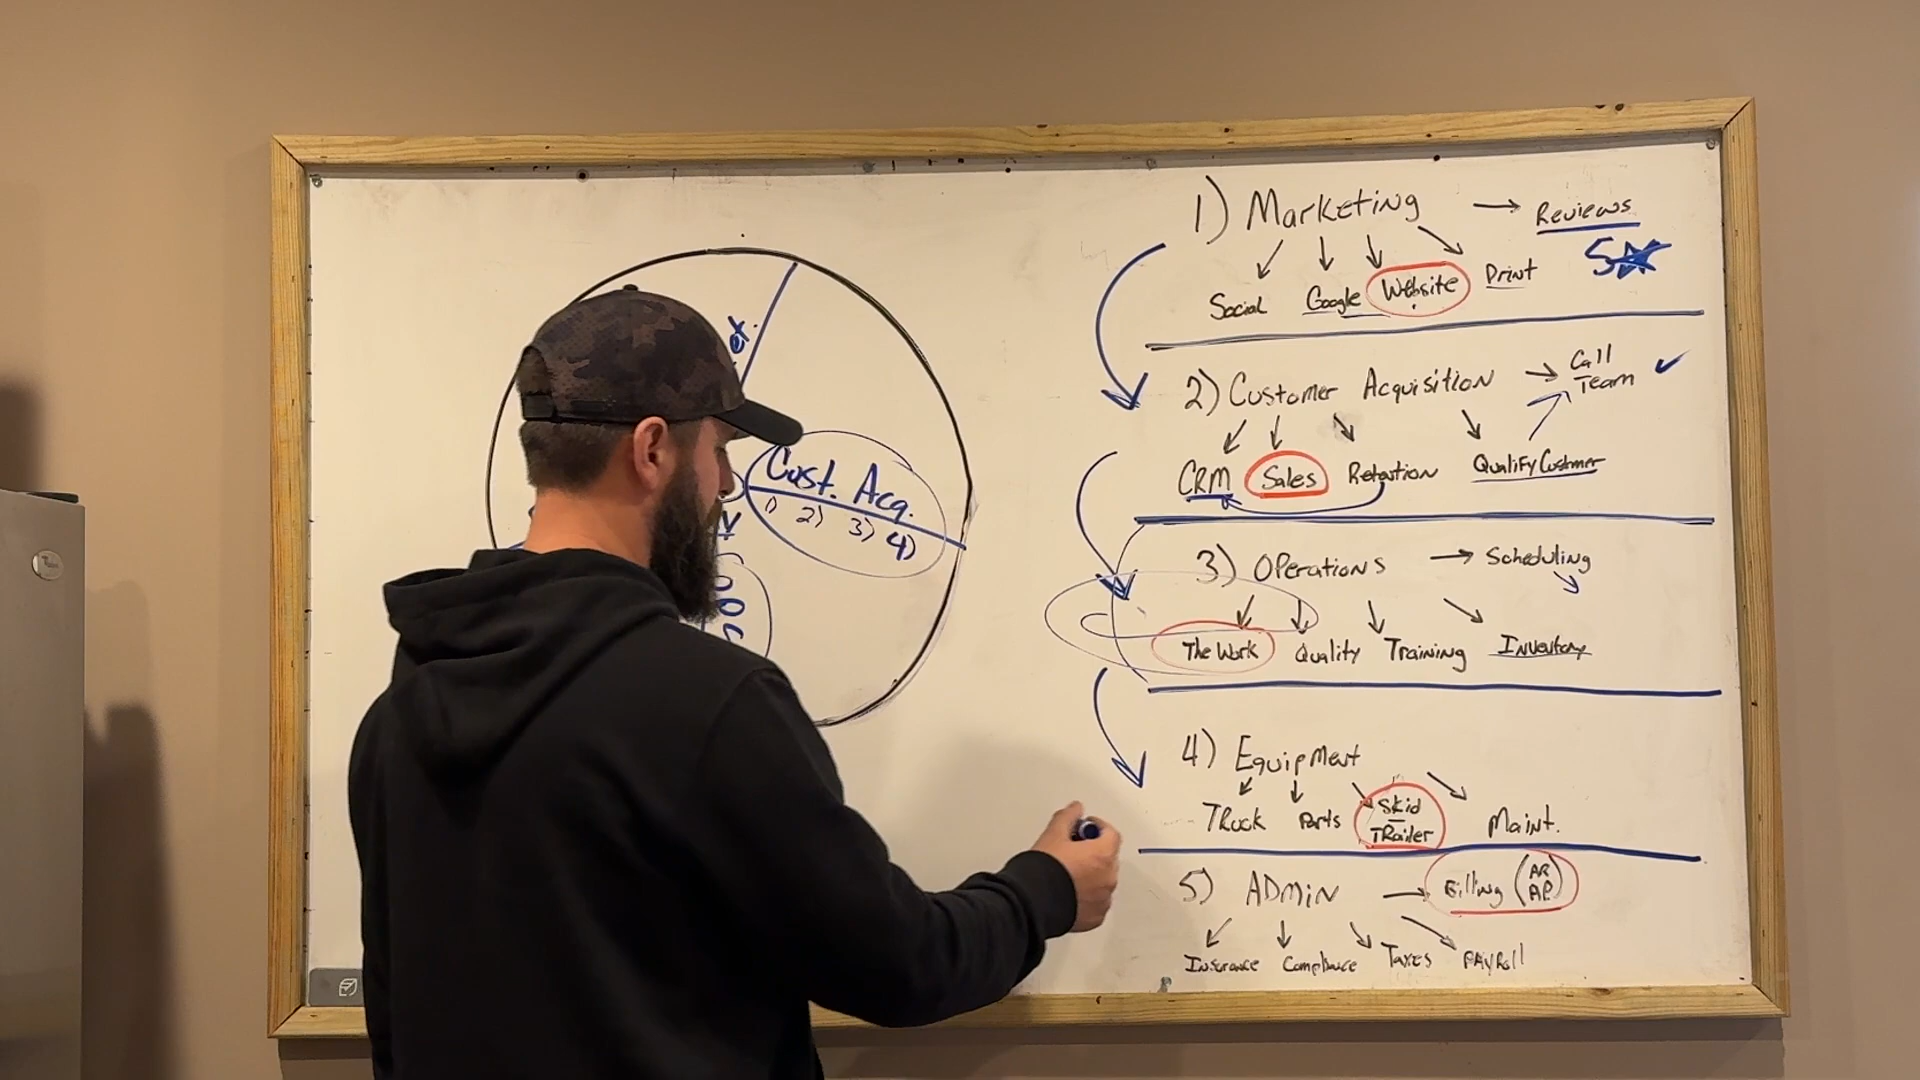 Cust. Acq.
1) 2) 3) 4)
1) Marketing → Reviews
5★
Social Google Website Print
2) Customer Acquisition → Call Team ✓
CRM Sales Retention Qualify Customer
3) Operations → Scheduling
The Work Quality Training Inventory
4) Equipment
Truck Parts Skid Trailer Maint.
5) Admin → Billing (AR AP)
Insurance Compliance Taxes Payroll